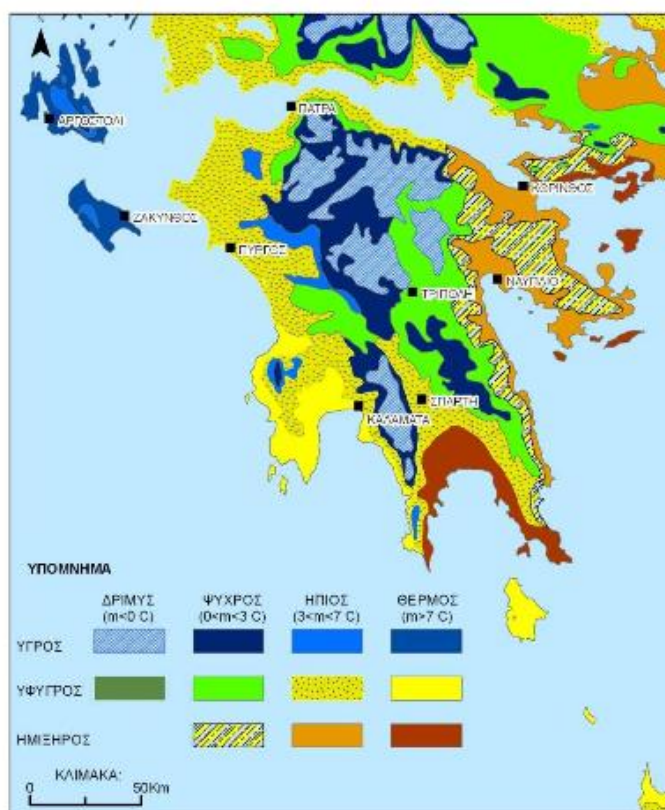 ΠΑΤΡΑ
ΑΡΓΟΣΤΟΛΙ
ΚΟΡΙΝΘΟΣ
ΖΑΚΥΝΘΟΣ
ΠΥΡΓΟΣ
ΝΑΥΠΛΙΟ
ΤΡΙΠΟΛΗ
ΣΠΑΡΤΗ
ΚΑΛΑΜΑΤΑ
ΥΠΟΜΝΗΜΑ
ΔΡΙΜΥΣ ΨΥΧΡΟΣ ΗΠΙΟΣ ΘΕΡΜΟΣ
(m<0 C) (0<m<3 C) (3<m<7 C) (m>7 C)
ΥΓΡΟΣ
ΥΦΥΓΡΟΣ
ΗΜΙΞΗΡΟΣ
ΚΛΙΜΑΚΑ:
0 50Km